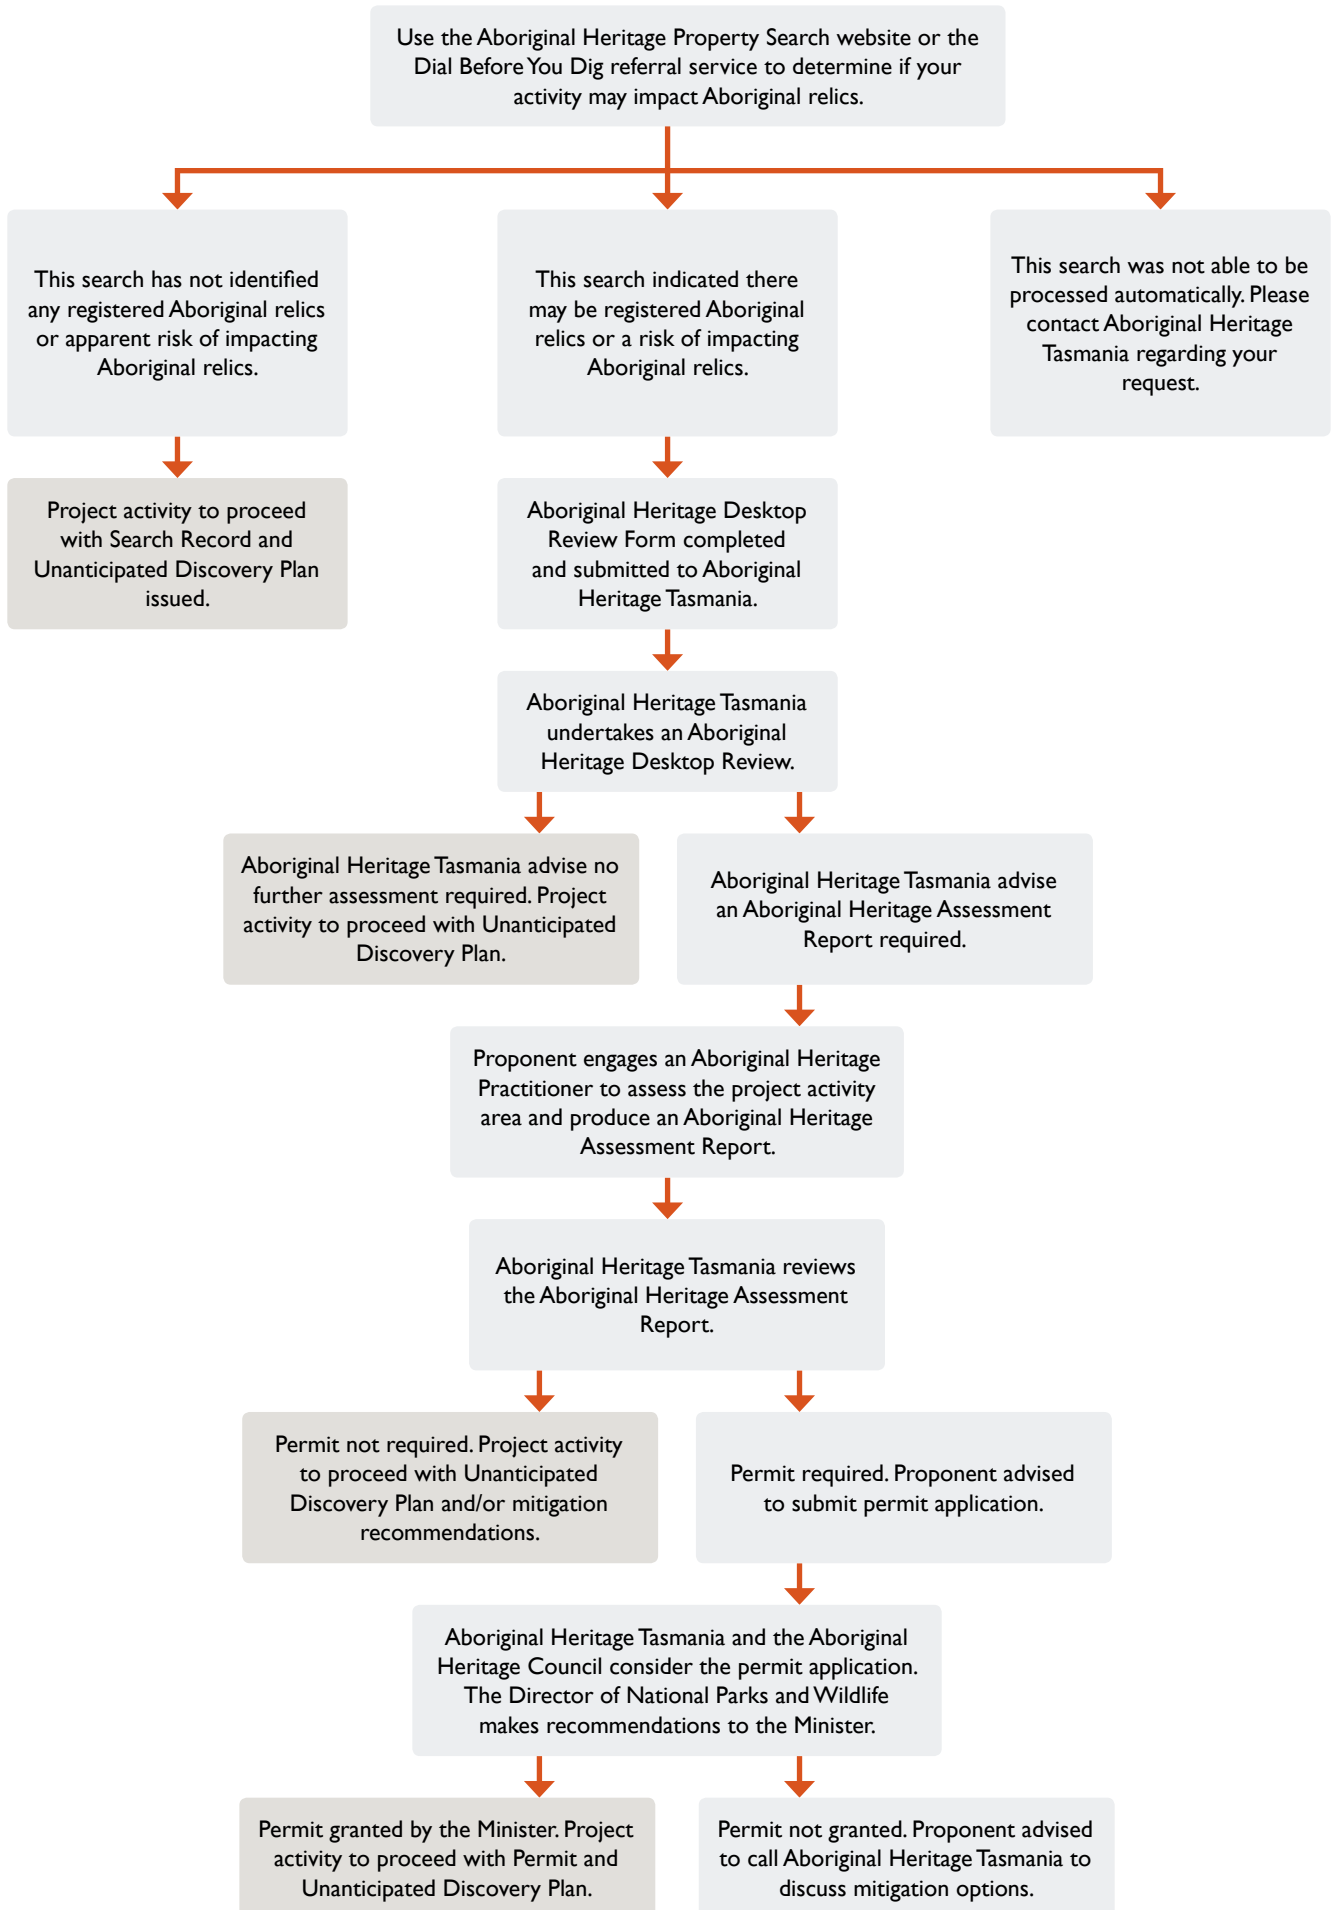 Use the Aboriginal Heritage Property Search website or the
Dial Before You Dig referral service to determine if your
activity may impact Aboriginal relics.
This search has not identified
any registered Aboriginal relics
or apparent risk of impacting
Aboriginal relics.
This search indicated there
may be registered Aboriginal
relics or a risk of impacting
Aboriginal relics.
This search was not able to be
processed automatically. Please
contact Aboriginal Heritage
Tasmania regarding your
request.
Project activity to proceed
with Search Record and
Unanticipated Discovery Plan
issued.
Aboriginal Heritage Desktop
Review Form completed
and submitted to Aboriginal
Heritage Tasmania.
Aboriginal Heritage Tasmania
undertakes an Aboriginal
Heritage Desktop Review.
Aboriginal Heritage Tasmania advise no
further assessment required. Project
activity to proceed with Unanticipated
Discovery Plan.
Aboriginal Heritage Tasmania advise
an Aboriginal Heritage Assessment
Report required.
Proponent engages an Aboriginal Heritage
Practitioner to assess the project activity
area and produce an Aboriginal Heritage
Assessment Report.
Aboriginal Heritage Tasmania reviews
the Aboriginal Heritage Assessment
Report.
Permit not required. Project activity
to proceed with Unanticipated
Discovery Plan and/or mitigation
recommendations.
Permit required. Proponent advised
to submit permit application.
Aboriginal Heritage Tasmania and the Aboriginal
Heritage Council consider the permit application.
The Director of National Parks and Wildlife
makes recommendations to the Minister.
Permit granted by the Minister. Project
activity to proceed with Permit and
Unanticipated Discovery Plan.
Permit not granted. Proponent advised
to call Aboriginal Heritage Tasmania to
discuss mitigation options.